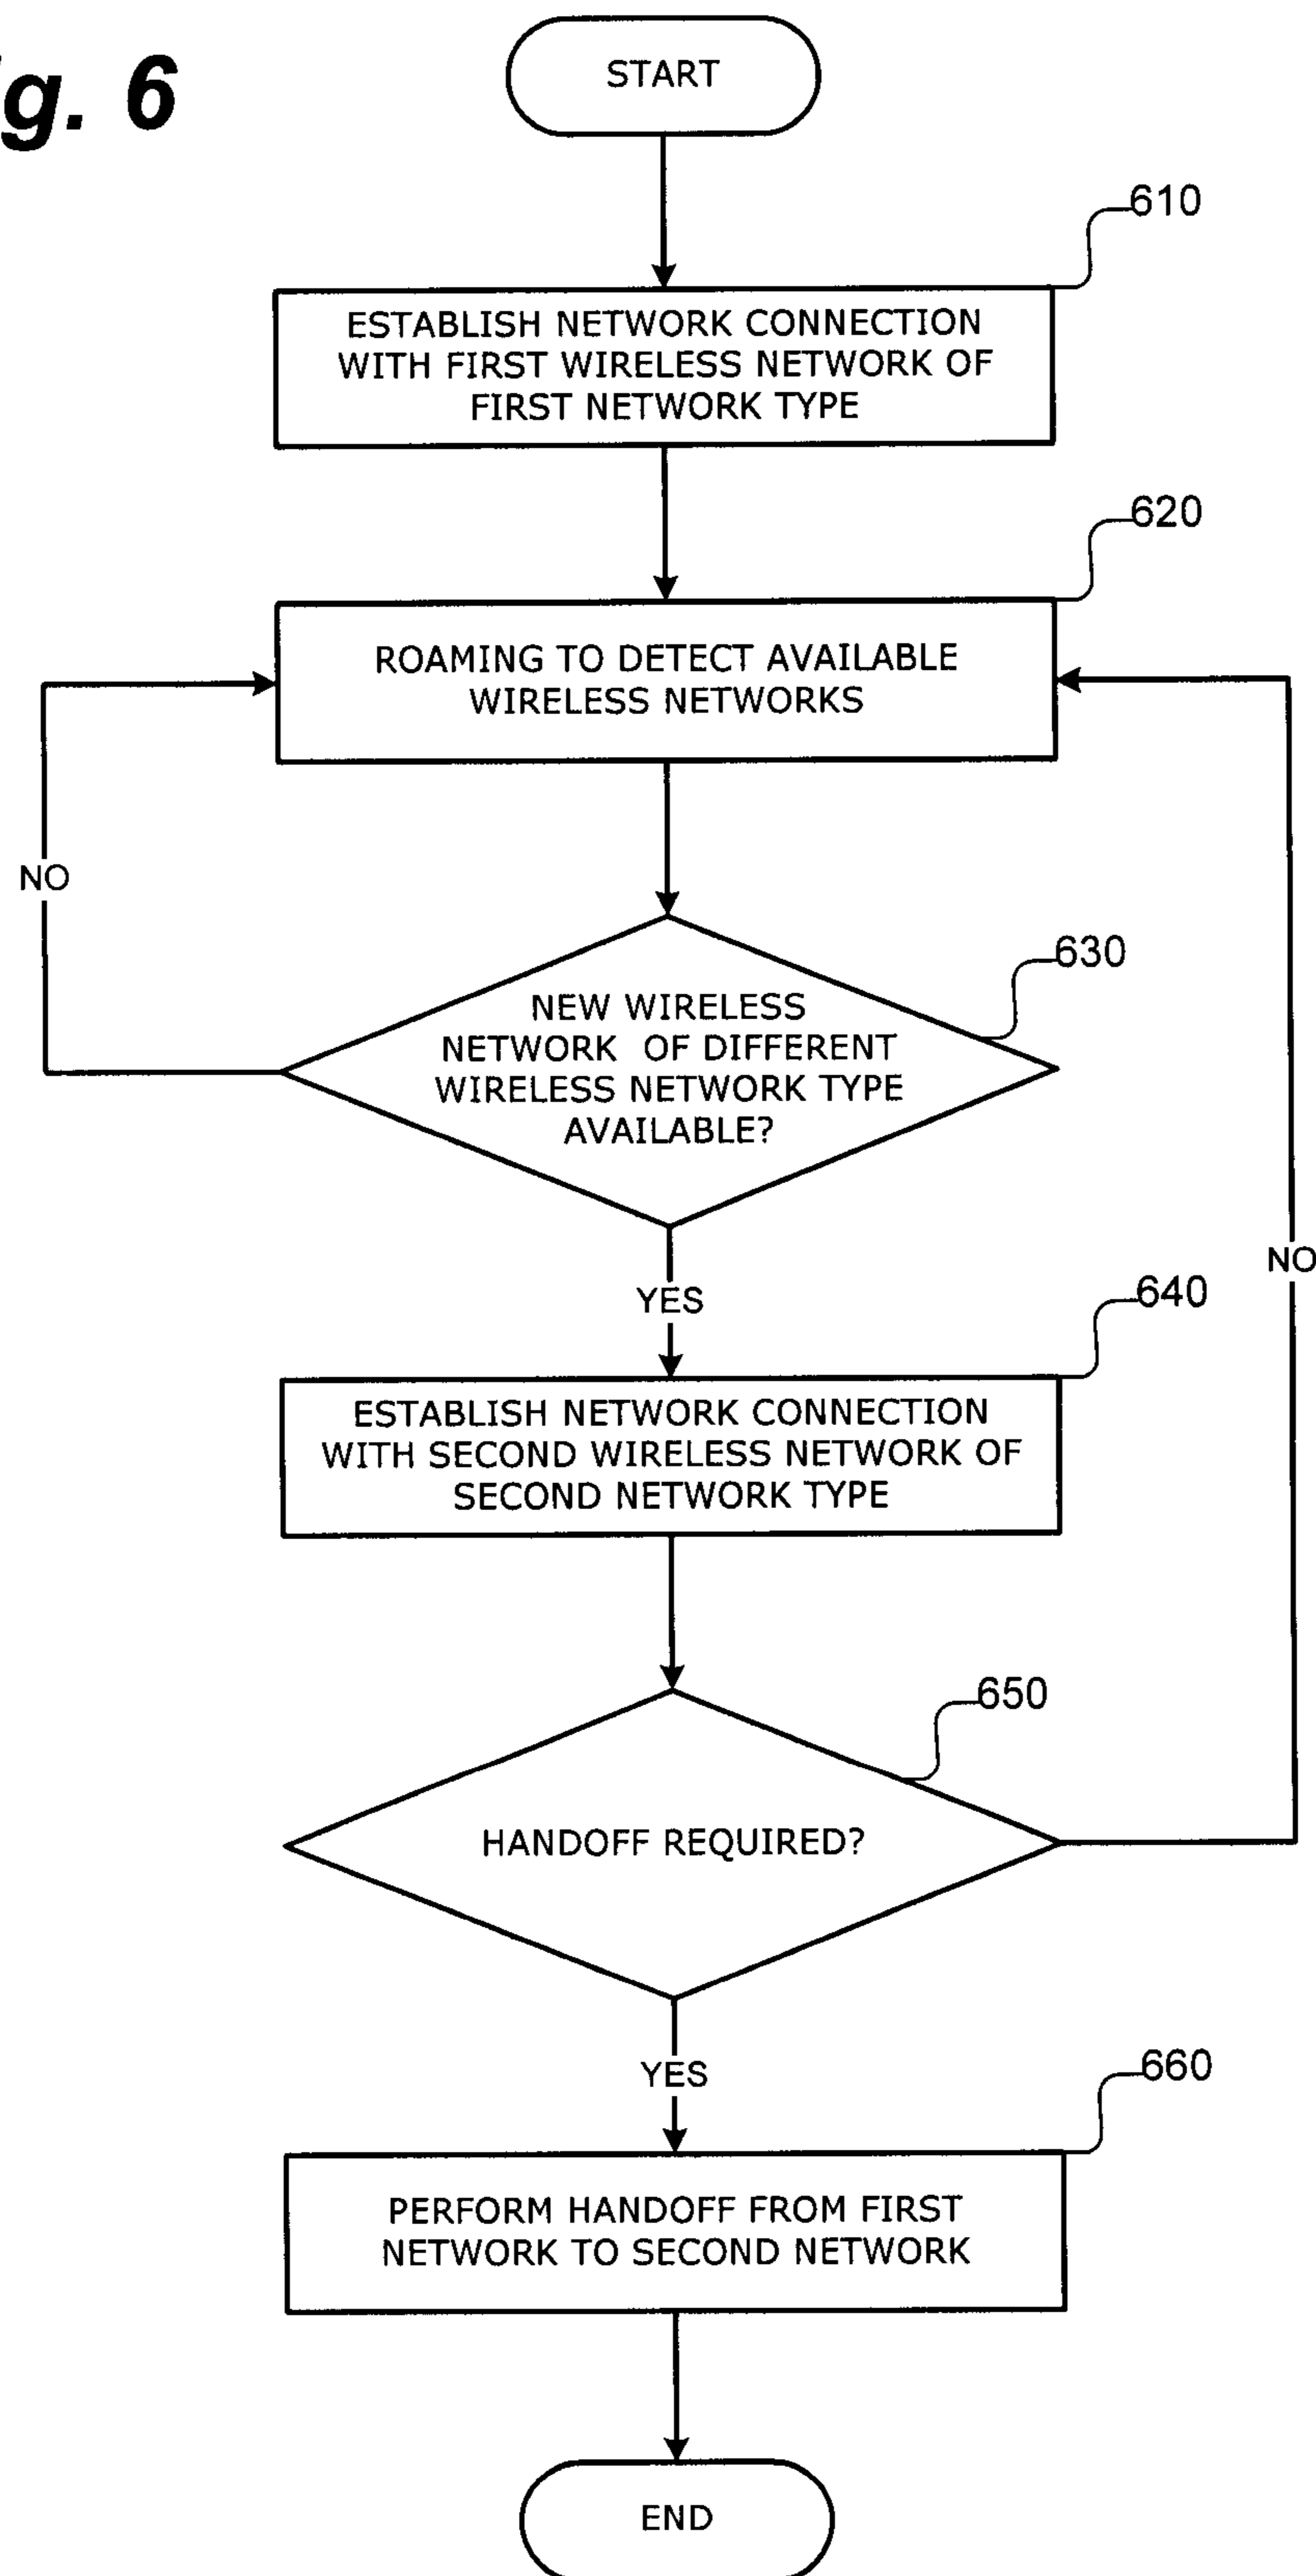 g. 6
START
610
ESTABLISH NETWORK CONNECTION
WITH FIRST WIRELESS NETWORK OF
FIRST NETWORK TYPE
620
ROAMING TO DETECT AVAILABLE
WIRELESS NETWORKS
NO
630
NEW WIRELESS
NETWORK OF DIFFERENT
WIRELESS NETWORK TYPE
AVAILABLE?
NO
YES
640
ESTABLISH NETWORK CONNECTION
WITH SECOND WIRELESS NETWORK OF
SECOND NETWORK TYPE
650
HANDOFF REQUIRED?
YES
660
PERFORM HANDOFF FROM FIRST
NETWORK TO SECOND NETWORK
END